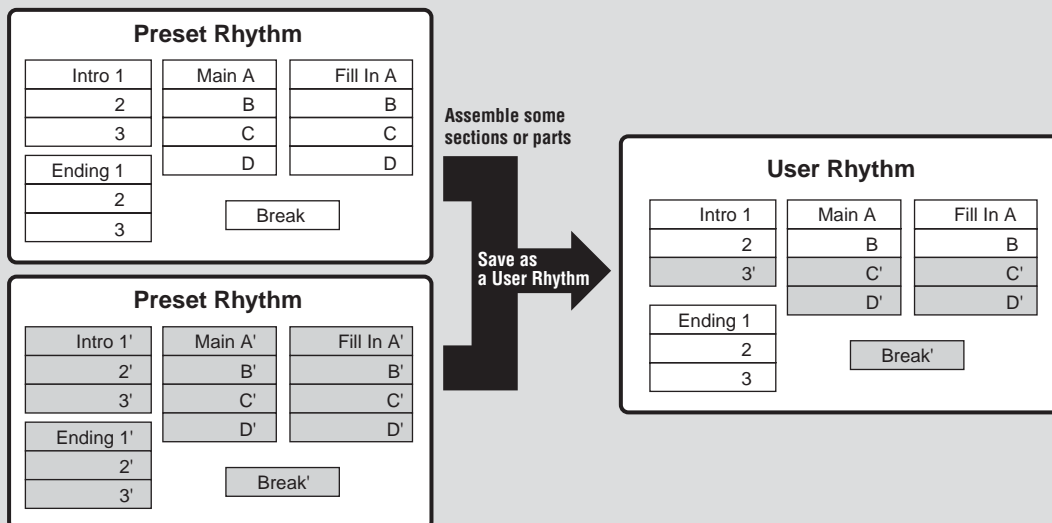 Preset Rhythm
Intro 1
2
3
Ending 1
2
3
Main A
B
C
D
Fill In A
B
C
D
Break
Preset Rhythm
Intro 1'
2'
3'
Ending 1'
2'
3'
Main A'
B'
C'
D'
Fill In A'
B'
C'
D'
Break'
Assemble some
sections or parts
Save as
a User Rhythm
User Rhythm
Intro 1
2
3'
Ending 1
2
3
Main A
B
C'
D'
Fill In A
B
C'
D'
Break'